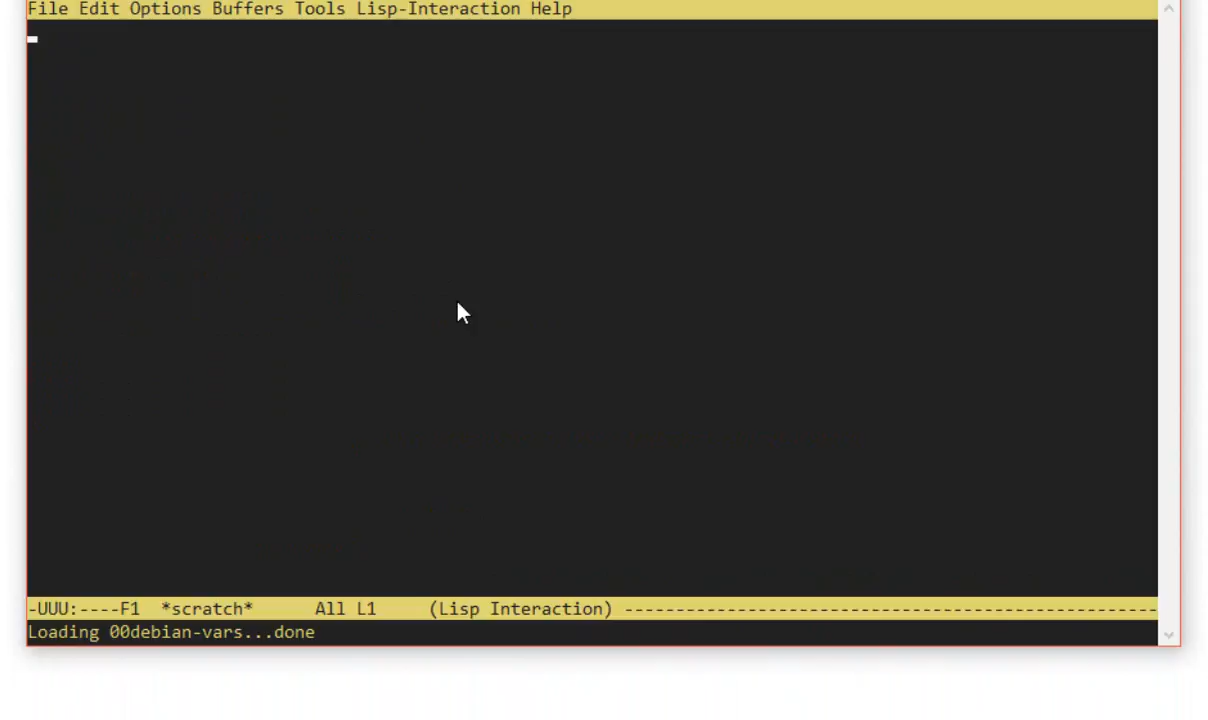 File Edit Options Buffers Tools Lisp-Interaction Help
-UUU:----F1  *scratch*      All L1     (Lisp Interaction) ----------------------------------------------------
Loading 00debian-vars...done